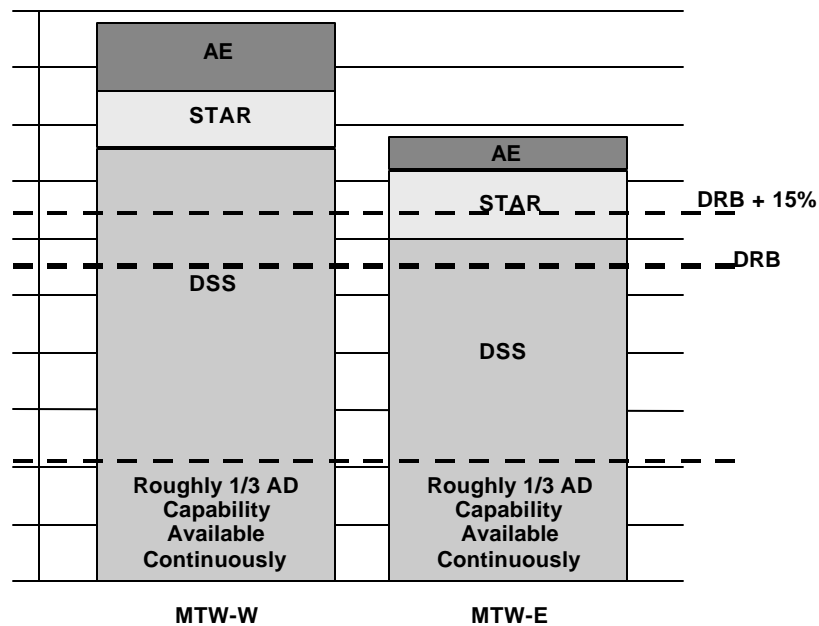 AE
STAR
AE
STAR
DRB + 15%
DRB
DSS
DSS
Roughly 1/3 AD
Capability
Available
Continuously
Roughly 1/3 AD
Capability
Available
Continuously
MTW-W
MTW-E